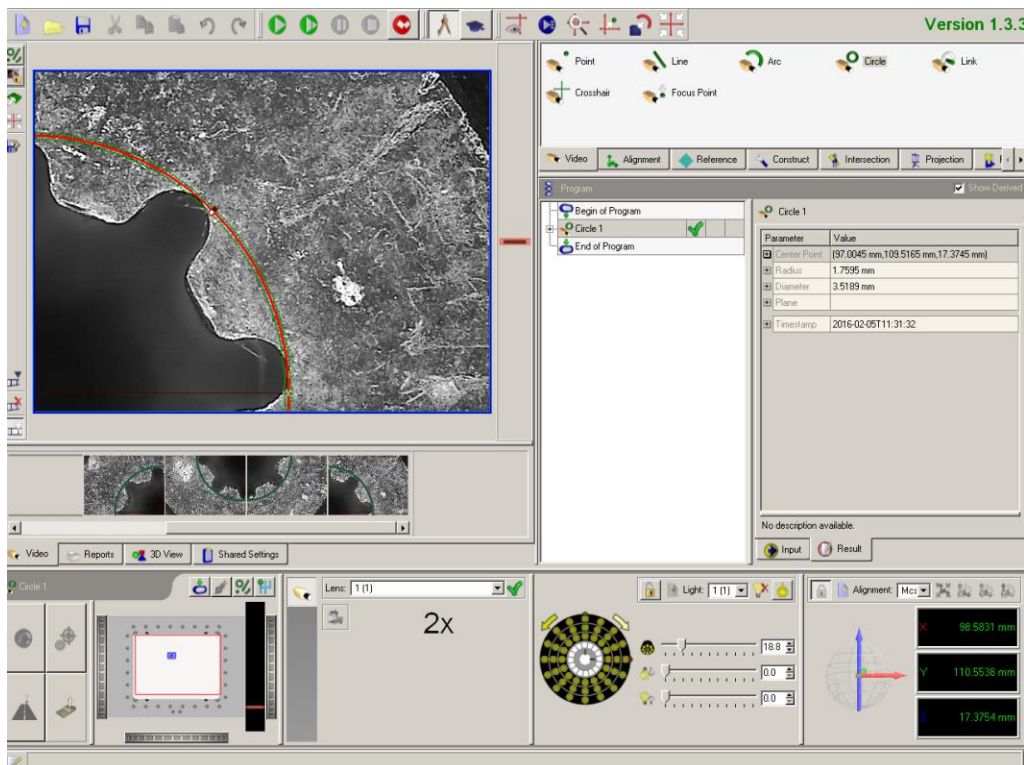 Version 1.3.3
Point
Line
Arc
Circle
Link
Crosshair
Focus Point
Video
Alignment
Reference
Construct
Intersection
Projection
Program
Show Derived
Begin of Program
Circle 1
End of Program
Circle 1
Parameter Value
Center Point (97.0045 mm,109.5165 mm,17.3745 mm)
Radius 1.7595 mm
Diameter 3.5189 mm
Plane
Timestamp 2016-02-05T11:31:32
No description available.
Input
Result
Video
Reports
3D View
Shared Settings
Circle 1
Lens: 1 (1)
2x
Light: 1 (1)
18.8
0.0
0.0
Alignment:
X 98.5831 mm
Y 110.5538 mm
Z 17.3754 mm